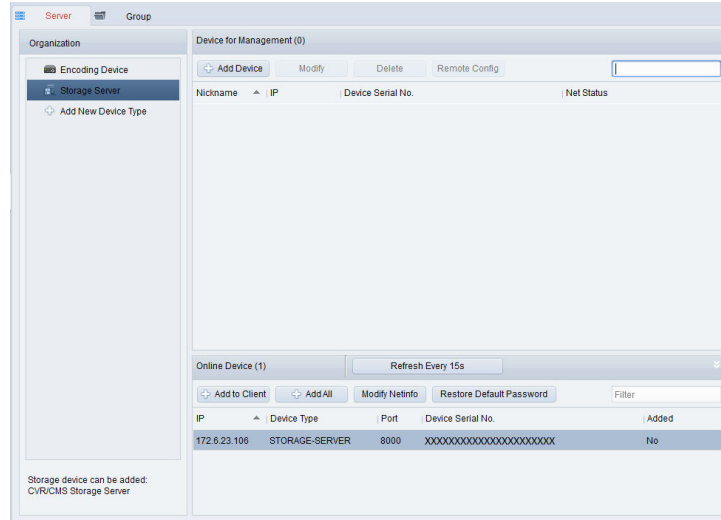 Server Group
Organization
Encoding Device
Storage Server
Add New Device Type
Storage device can be added:
CVR/CMS Storage Server
Device for Management (0)
Add Device Modify Delete Remote Config
Nickname IP Device Serial No. Net Status
Online Device (1) Refresh Every 15s
Add to Client Add All Modify Netinfo Restore Default Password Filter
IP Device Type Port Device Serial No. Added
172.6.23.106 STORAGE-SERVER 8000 XXXXXXXXXXXXXXXXXXXXXX No